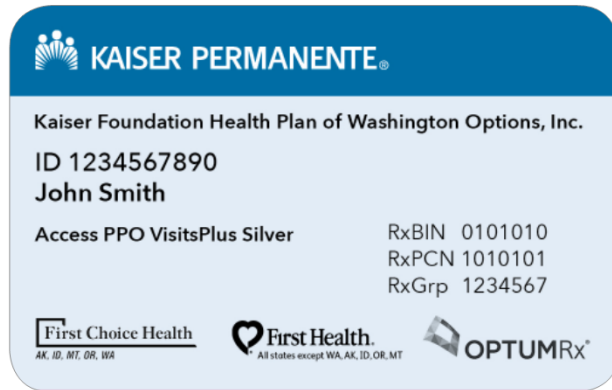 KAISER PERMANENTE®
Kaiser Foundation Health Plan of Washington Options, Inc.
ID 1234567890
John Smith
Access PPO VisitsPlus Silver
RxBIN 0101010
RxPCN 1010101
RxGrp 1234567
First Choice Health
AK, ID, MT, OR, WA
First Health.
All states except WA, AK, ID, OR, MT
OPTUMRx®